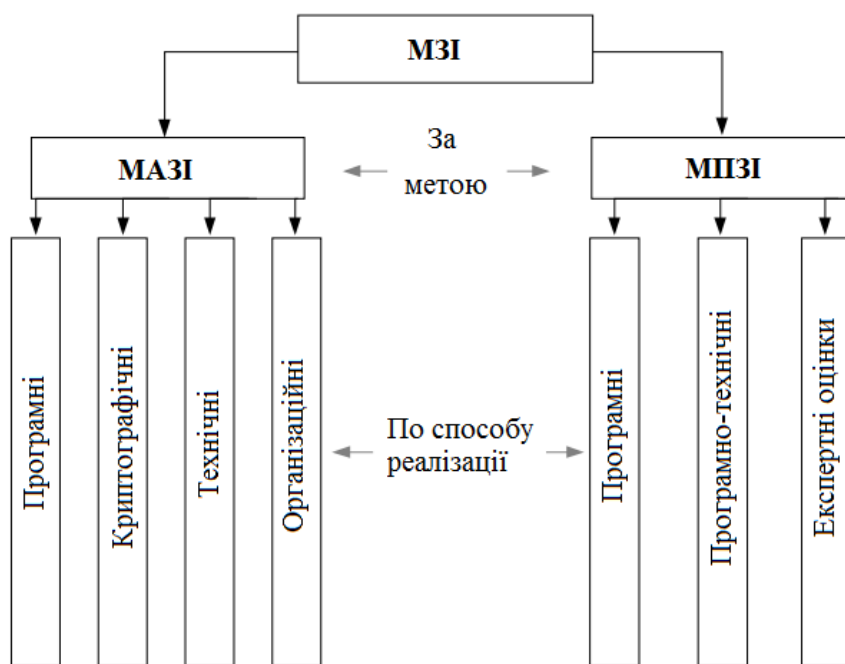 МЗІ
МАЗІ
За
метою
МПЗІ
Програмні
Криптографічні
Технічні
Організаційні
По способу
реалізації
Програмні
Програмно-технічні
Експертні оцінки